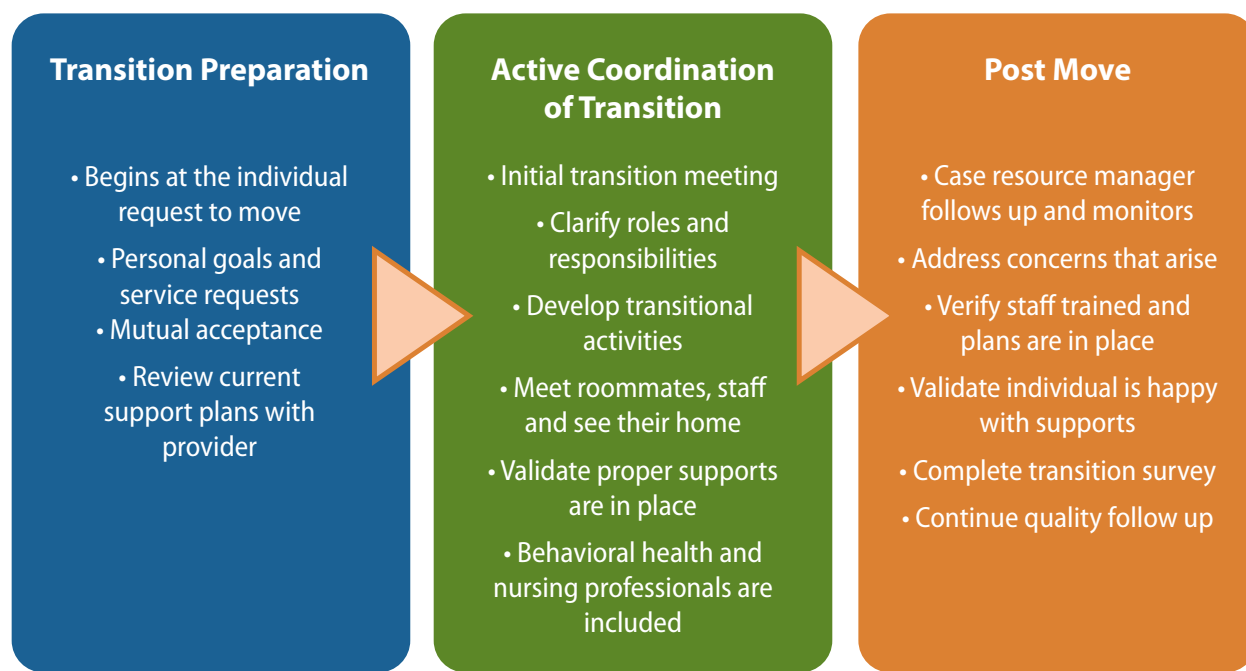 Transition Preparation
• Begins at the individual
request to move
• Personal goals and
service requests
• Mutual acceptance
• Review current
support plans with
provider
Active Coordination
of Transition
• Initial transition meeting
• Clarify roles and
responsibilities
• Develop transitional
activities
• Meet roommates, staff
and see their home
• Validate proper supports
are in place
• Behavioral health and
nursing professionals are
included
Post Move
• Case resource manager
follows up and monitors
• Address concerns that arise
• Verify staff trained and
plans are in place
• Validate individual is happy
with supports
• Complete transition survey
• Continue quality follow up